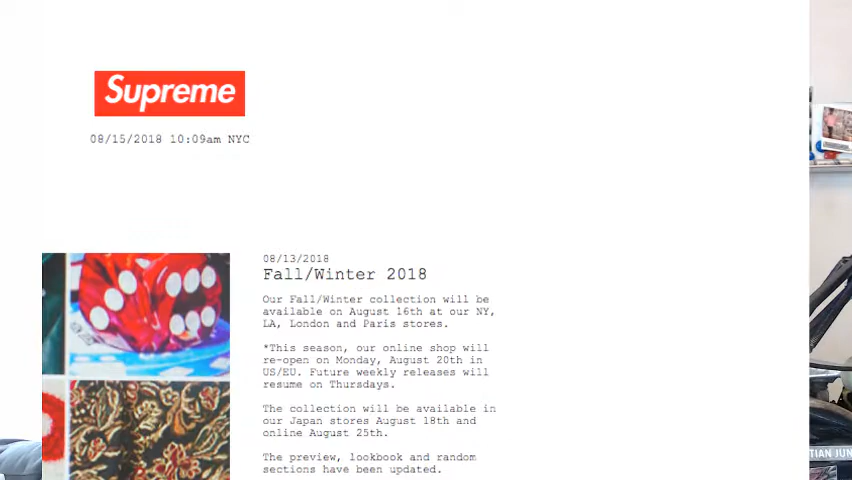 Supreme
08/15/2018 10:09am NYC
08/13/2018
Fall/Winter 2018
Our Fall/Winter collection will be
available on August 16th at our NY,
LA, London and Paris stores.
*This season, our online shop will
re-open on Monday, August 20th in
US/EU. Future weekly releases will
resume on Thursdays.
The collection will be available in
our Japan stores August 18th and
online August 25th.
The preview, lookbook and random
sections have been updated.
TIAN JUN